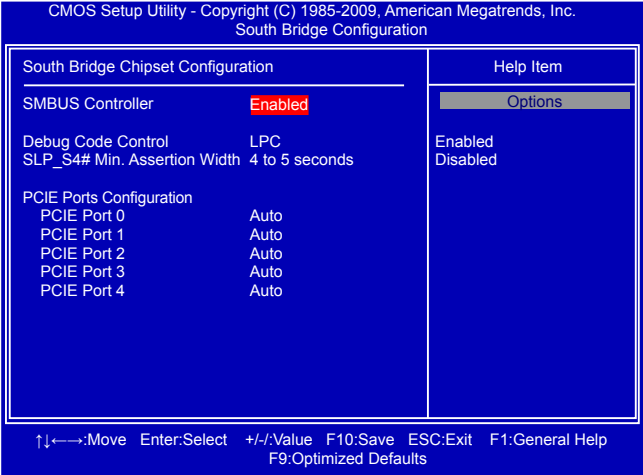 CMOS Setup Utility - Copyright (C) 1985-2009, American Megatrends, Inc.
South Bridge Configuration
South Bridge Chipset Configuration
Help Item
SMBUS Controller Enabled
Options
Debug Code Control LPC
Enabled
SLP_S4# Min. Assertion Width 4 to 5 seconds
Disabled
PCIE Ports Configuration
PCIE Port 0 Auto
PCIE Port 1 Auto
PCIE Port 2 Auto
PCIE Port 3 Auto
PCIE Port 4 Auto
↑↓←→:Move Enter:Select +/-/:Value F10:Save ESC:Exit F1:General Help
F9:Optimized Defaults